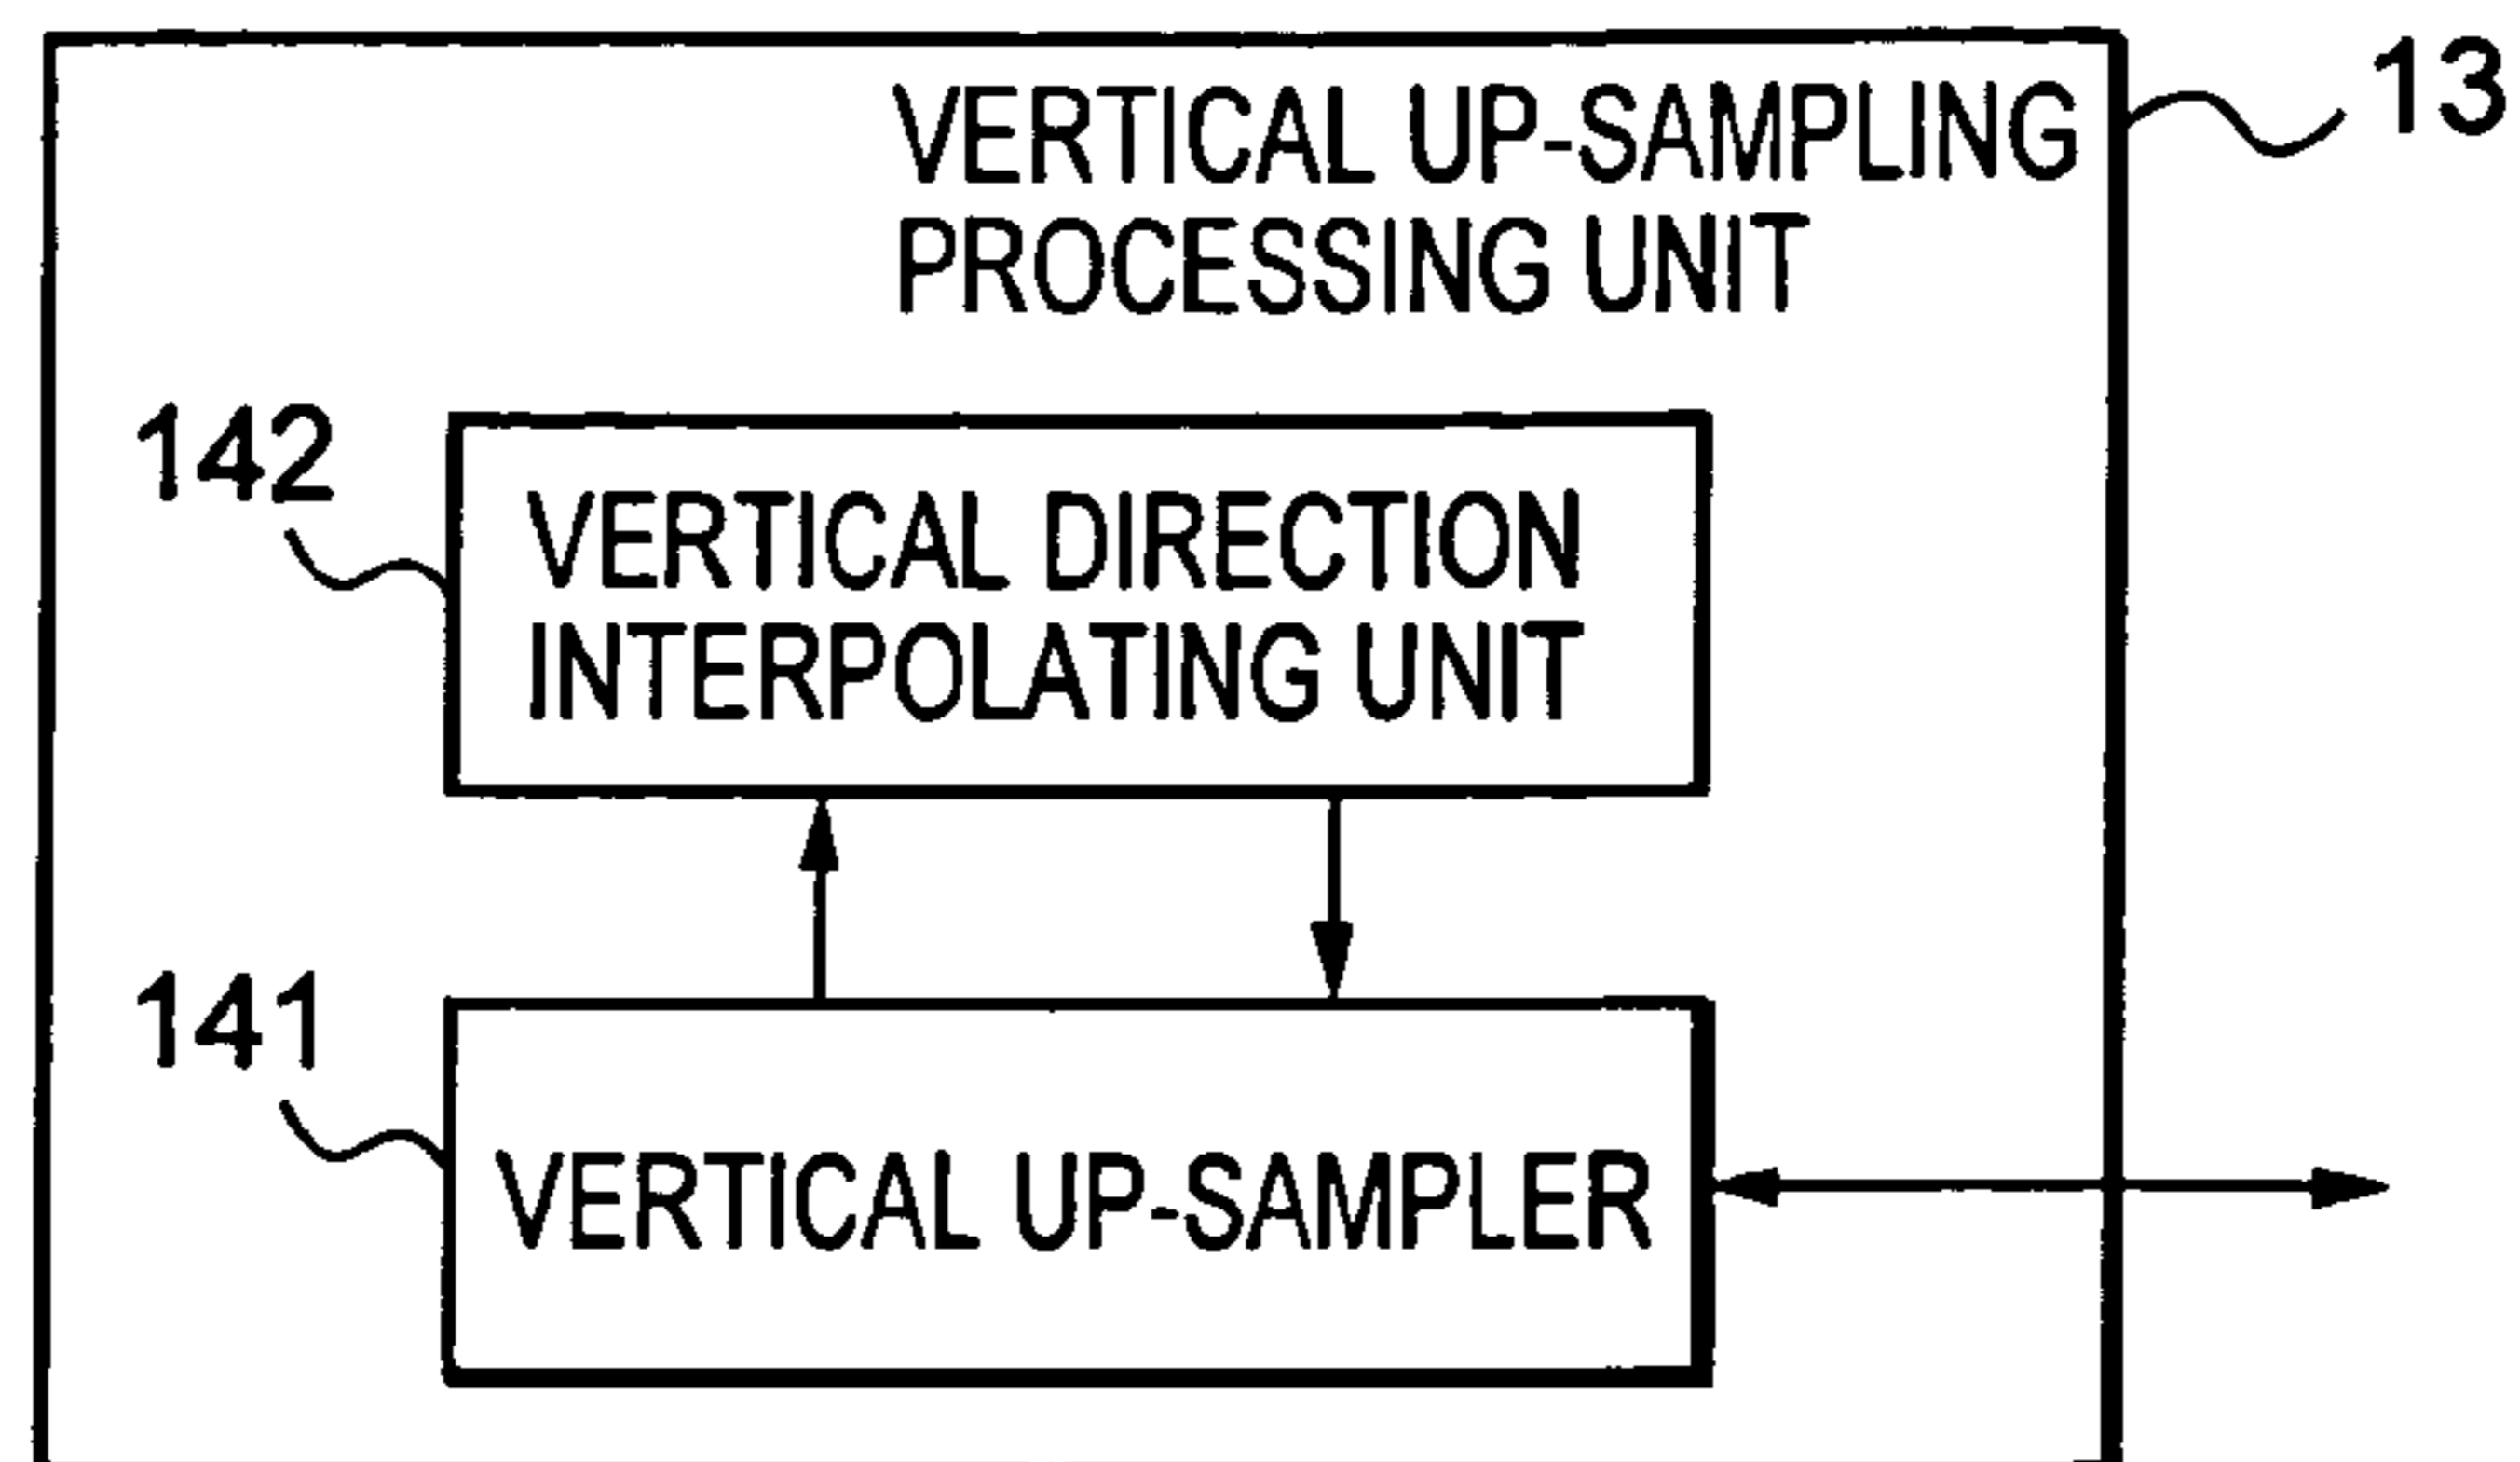 VERTICAL UP-SAMPLING
PROCESSING UNIT
13
142
VERTICAL DIRECTION
INTERPOLATING UNIT
141
VERTICAL UP-SAMPLER